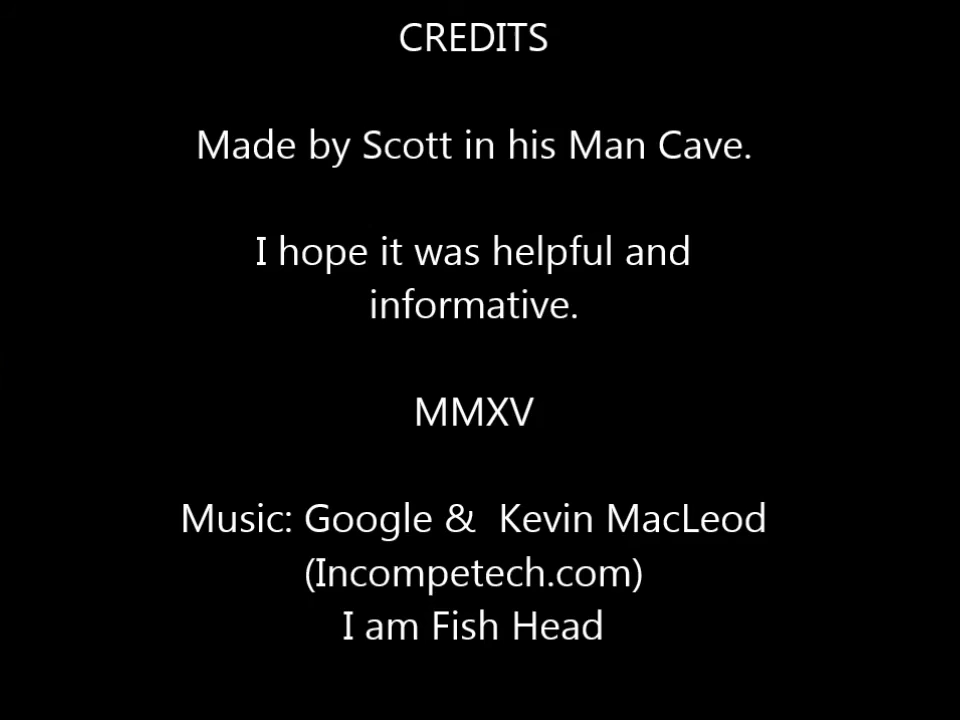 CREDITS
Made by Scott in his Man Cave.
I hope it was helpful and
informative.
MMXV
Music: Google &  Kevin MacLeod
(Incompetech.com)
I am Fish Head